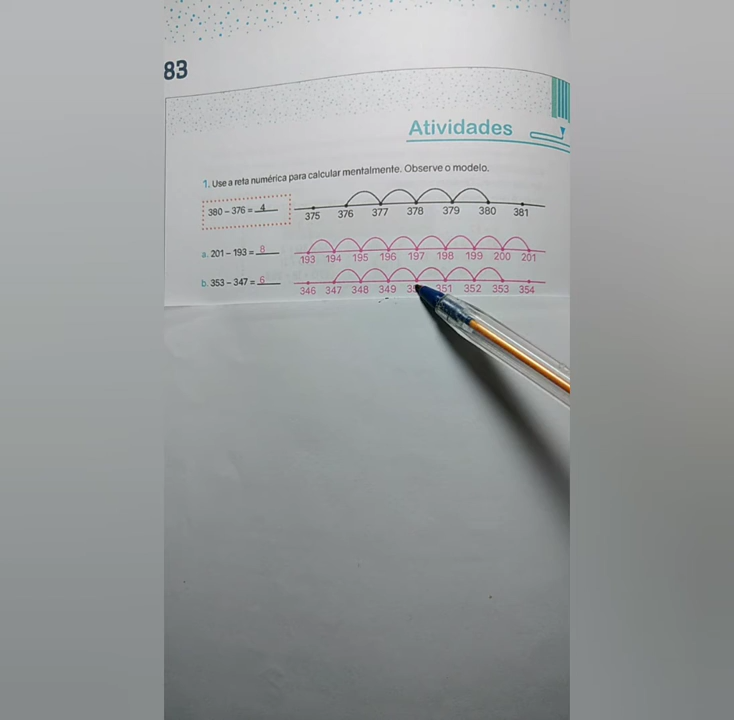 83
Atividades
1. Use a reta numérica para calcular mentalmente. Observe o modelo.
380 – 376 = 4
375 376 377 378 379 380 381
a. 201 – 193 = 8
193 194 195 196 197 198 199 200 201
b. 353 – 347 = 6
346 347 348 349 351 352 353 354